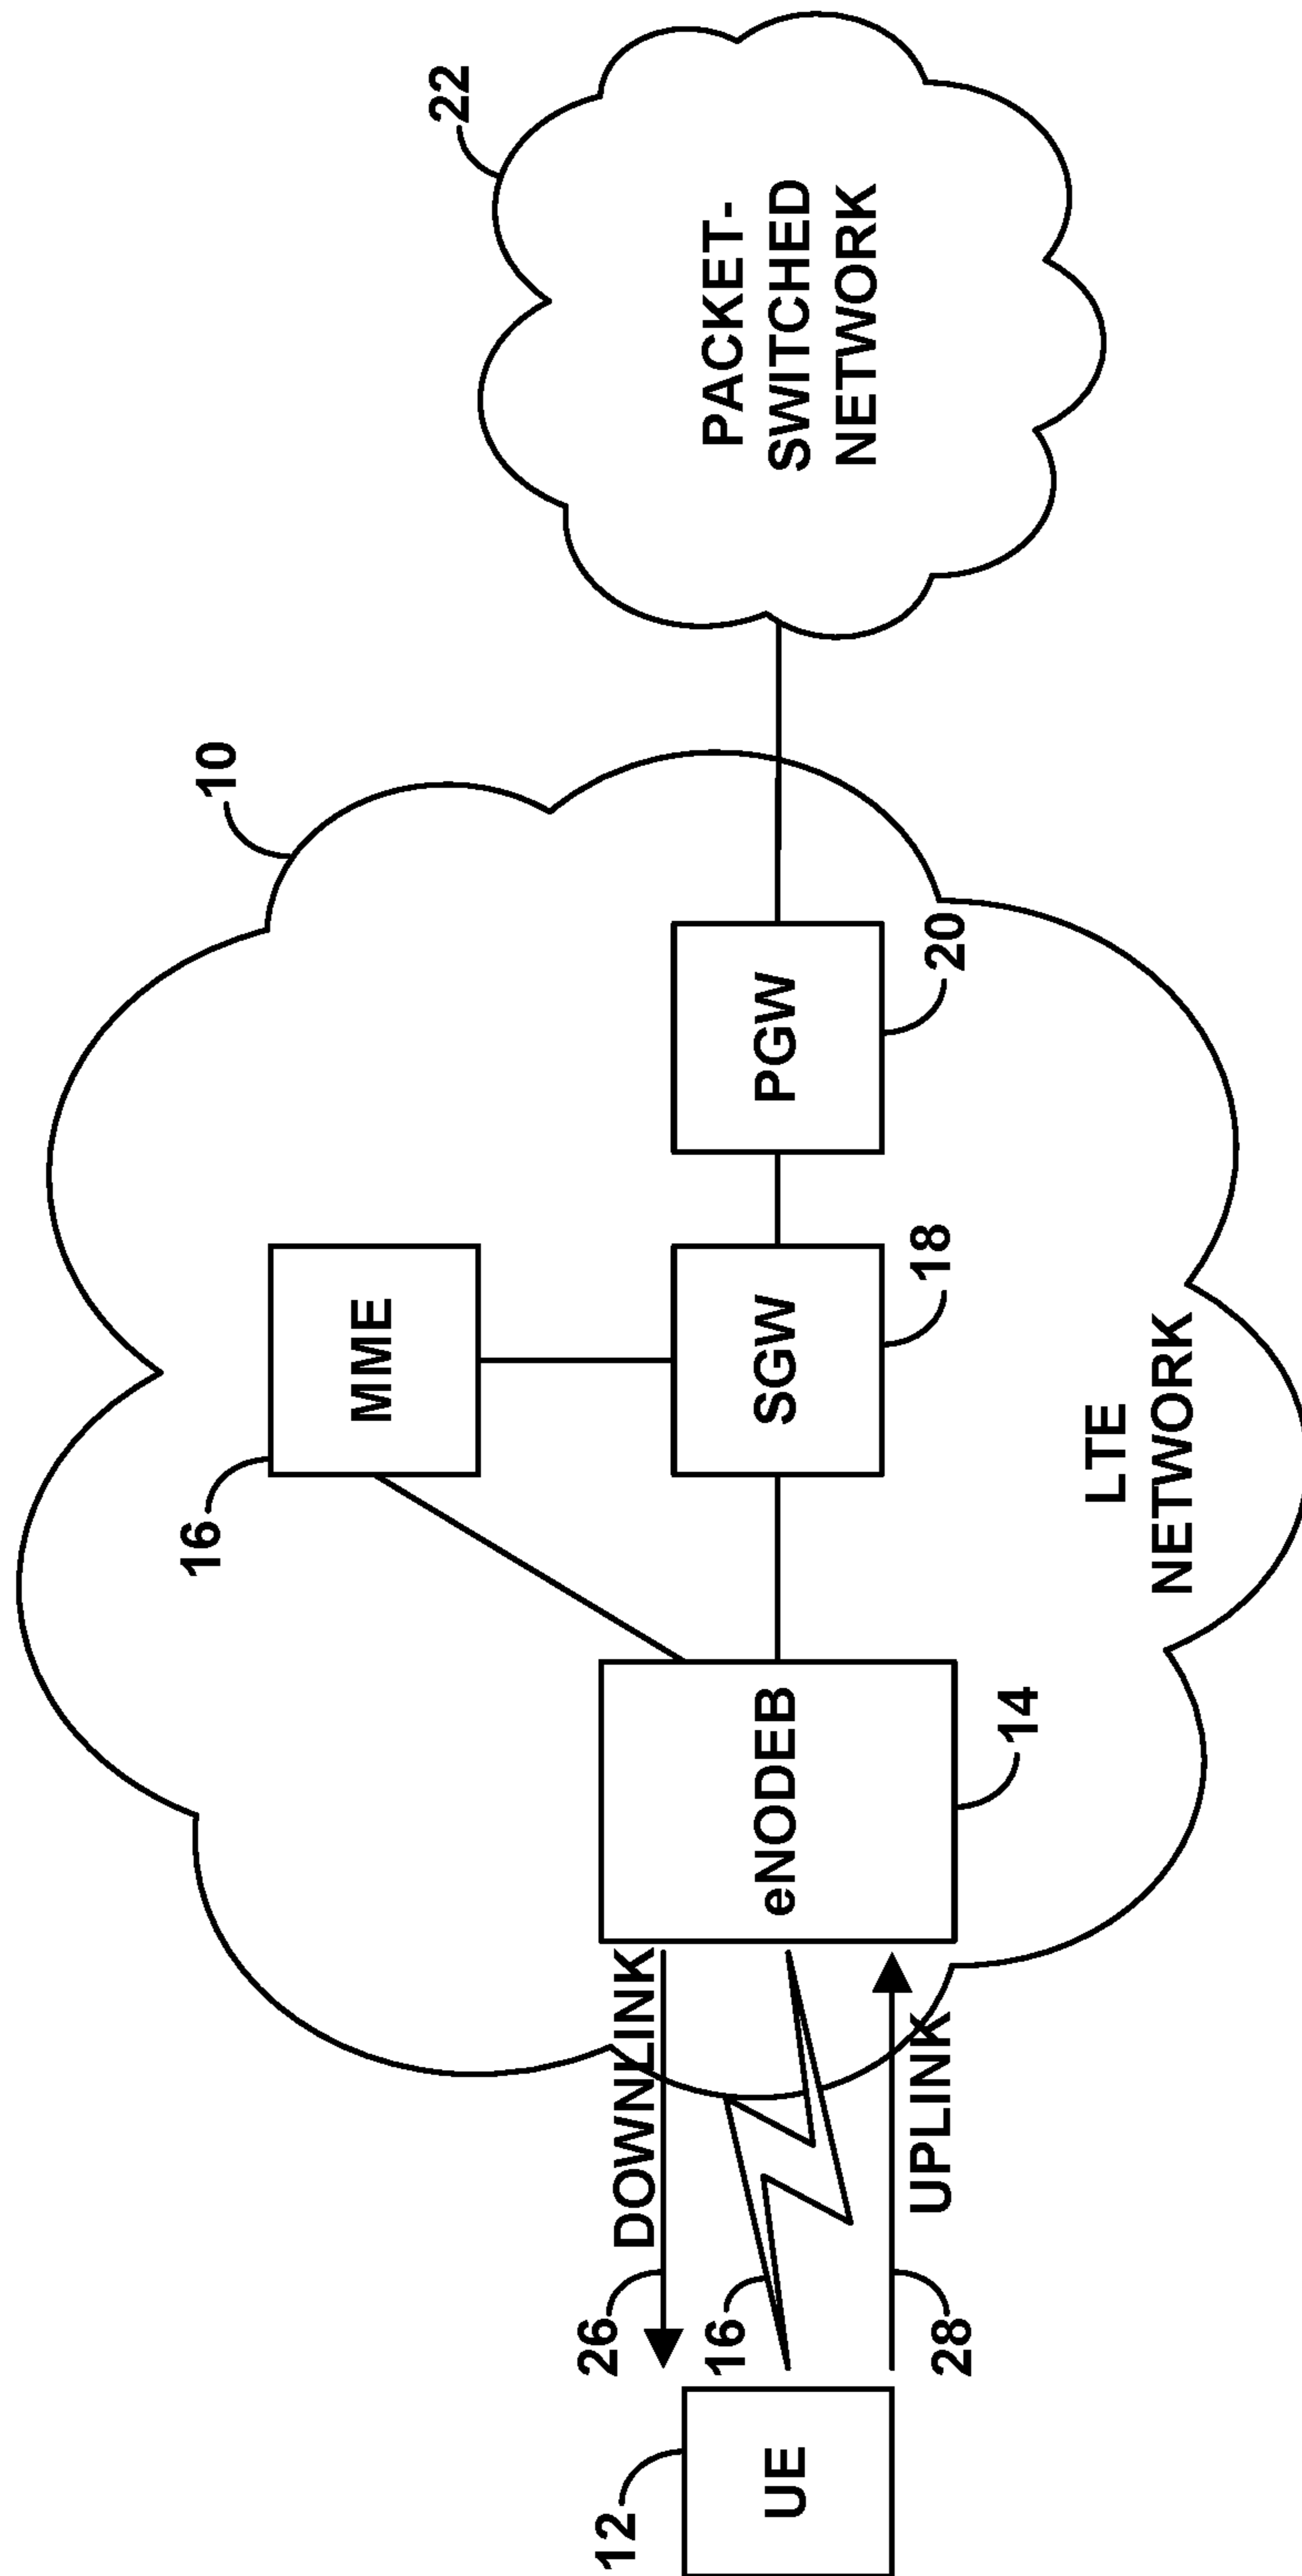 10
22
16
MME
12
UE
26
DOWNLINK
16
28
UPLINK
eNODEB
14
SGW
18
PGW
20
LTE
NETWORK
PACKET-
SWITCHED
NETWORK